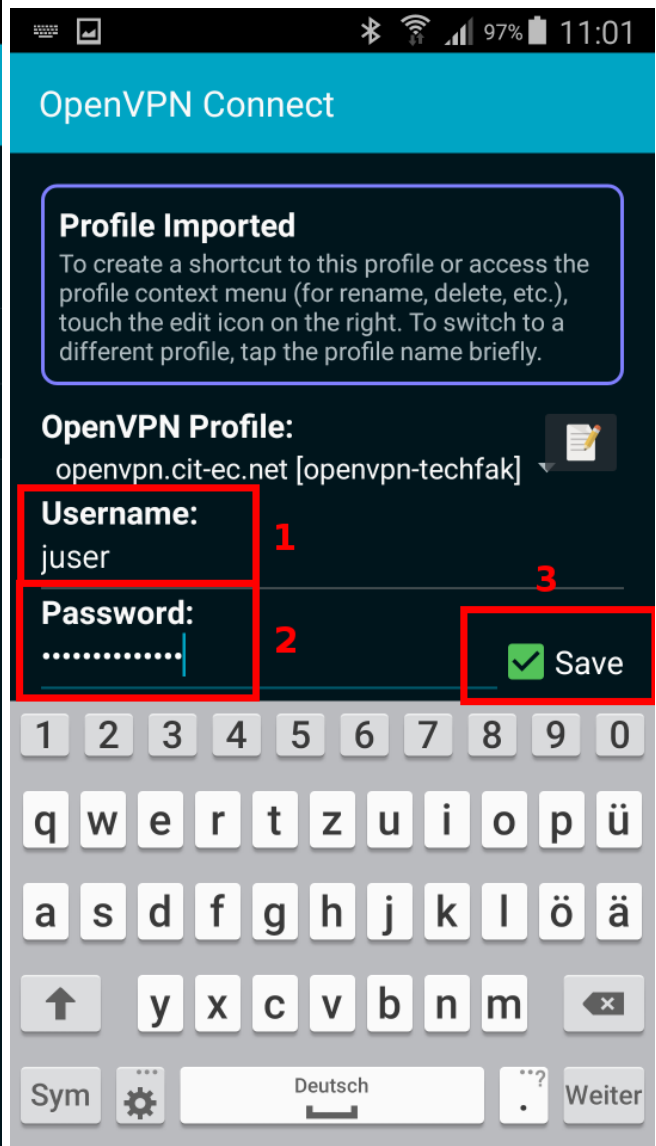 97% 11:01
OpenVPN Connect
Profile Imported
To create a shortcut to this profile or access the
profile context menu (for rename, delete, etc.),
touch the edit icon on the right. To switch to a
different profile, tap the profile name briefly.
OpenVPN Profile:
openvpn.cit-ec.net [openvpn-techfak]
Username:
1
juser
3
Password:
2
••••••••••••••
Save
1 2 3 4 5 6 7 8 9 0
q w e r t z u i o p ü
a s d f g h j k l ö ä
y x c v b n m
Sym ... Deutsch ...? . Weiter